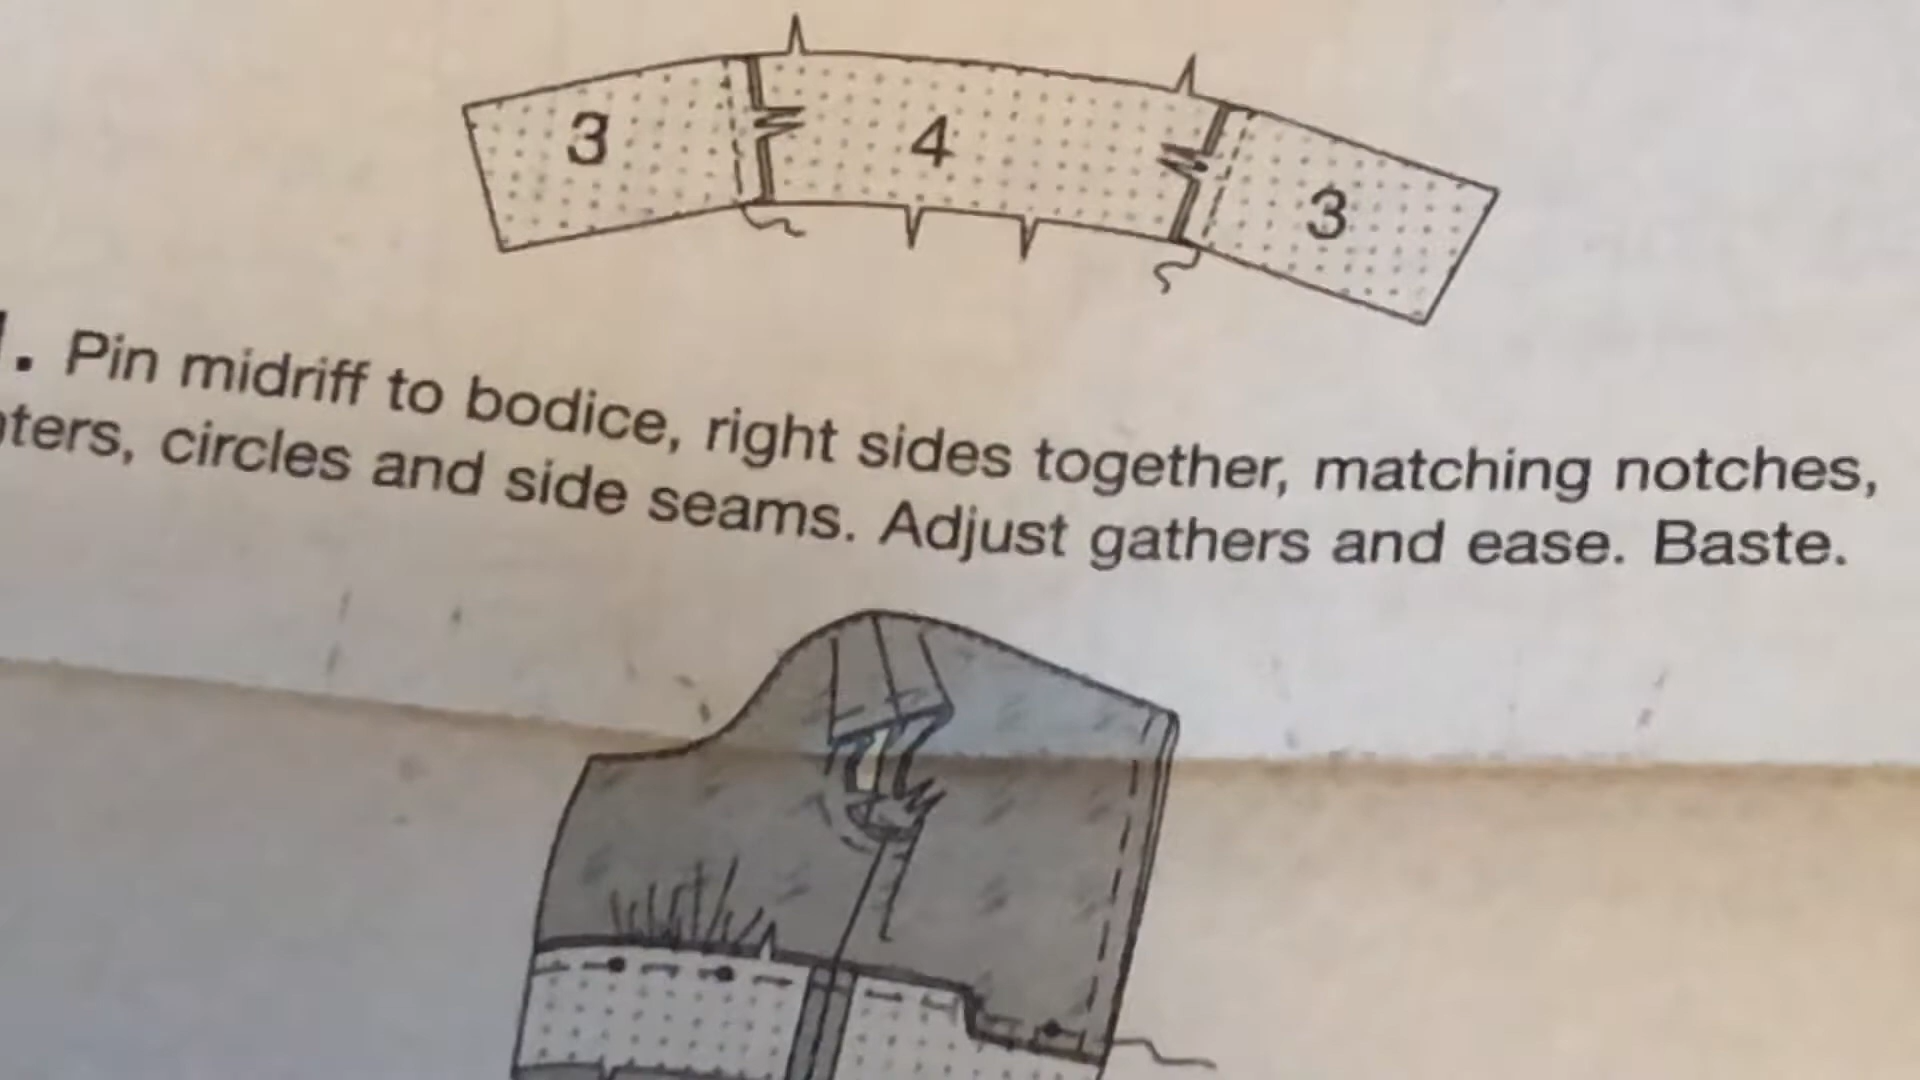 3 4 3
. Pin midriff to bodice, right sides together, matching notches,
circles and side seams. Adjust gathers and ease. Baste.